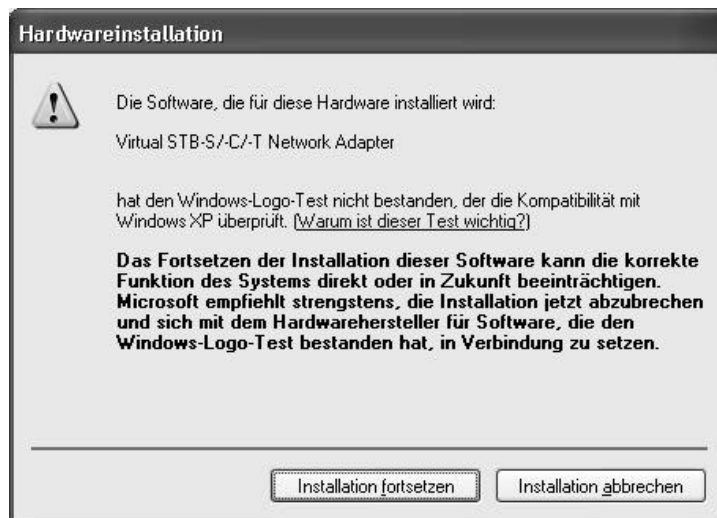 Hardwareinstallation
Die Software, die für diese Hardware installiert wird:
Virtual STB-S/-C/-T Network Adapter
hat den Windows-Logo-Test nicht bestanden, der die Kompatibilität mit
Windows XP überprüft. (Warum ist dieser Test wichtig?)
Das Fortsetzen der Installation dieser Software kann die korrekte
Funktion des Systems direkt oder in Zukunft beeinträchtigen.
Microsoft empfiehlt strengstens, die Installation jetzt abzubrechen
und sich mit dem Hardwarehersteller für Software, die den
Windows-Logo-Test bestanden hat, in Verbindung zu setzen.
Installation fortsetzen Installation abbrechen